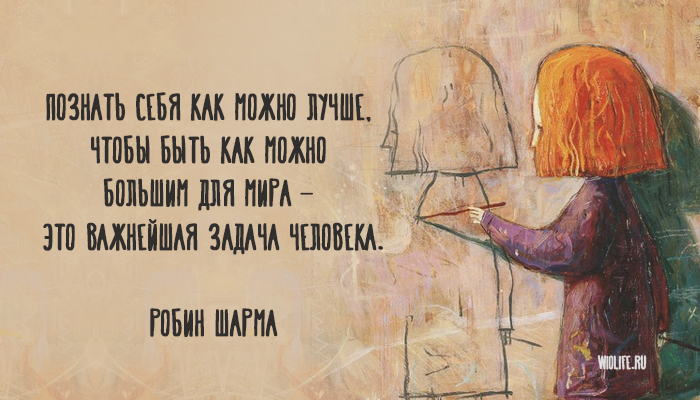 ПОЗНАТЬ СЕБЯ КАК МОЖНО ЛУЧШЕ,
ЧТОБЫ БЫТЬ КАК МОЖНО
БОЛЬШИМ ДЛЯ МИРА –
ЭТО ВАЖНЕЙШАЯ ЗАДАЧА ЧЕЛОВЕКА.
РОБИН ШАРМА
WIOLIFE.RU